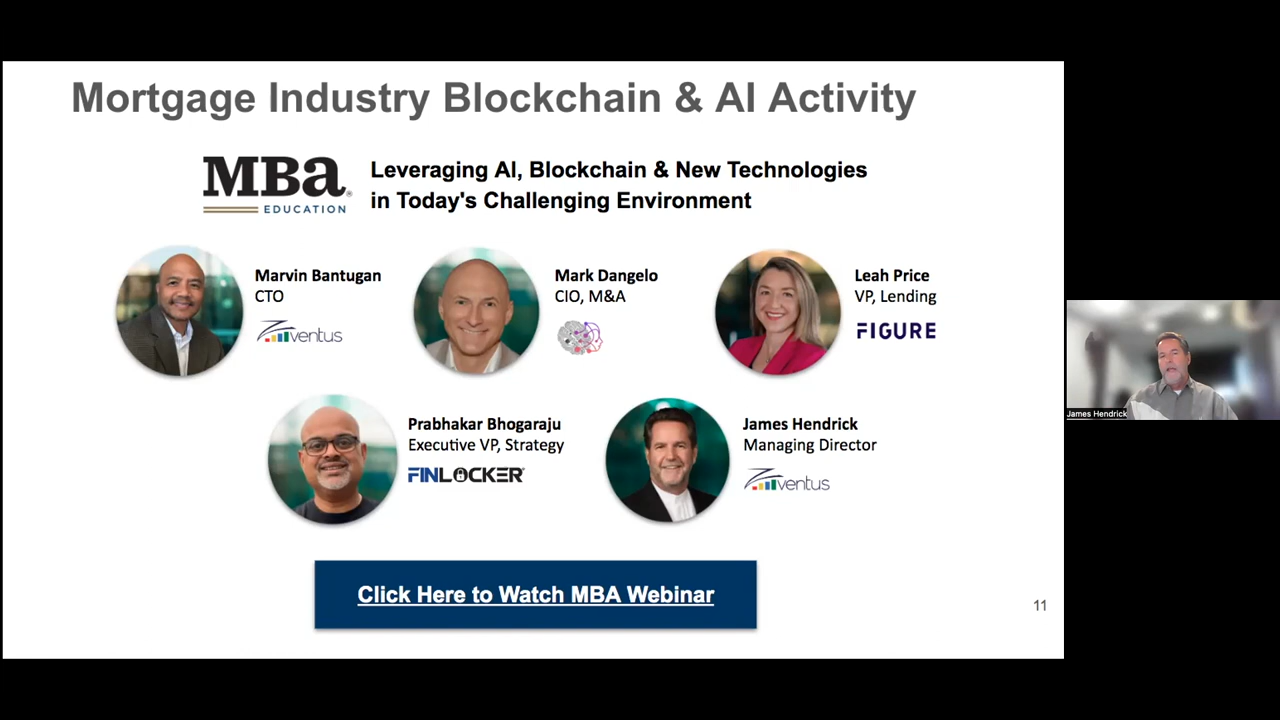 Mortgage Industry Blockchain & AI Activity
MBa®
EDUCATION
Leveraging AI, Blockchain & New Technologies
in Today's Challenging Environment
Marvin Bantugan
CTO
Zventus
Mark Dangelo
CIO, M&A
Leah Price
VP, Lending
FIGURE
Prabhakar Bhogaraju
Executive VP, Strategy
FINLOCKER
James Hendrick
Managing Director
Zventus
Click Here to Watch MBA Webinar
11
James Hendrick